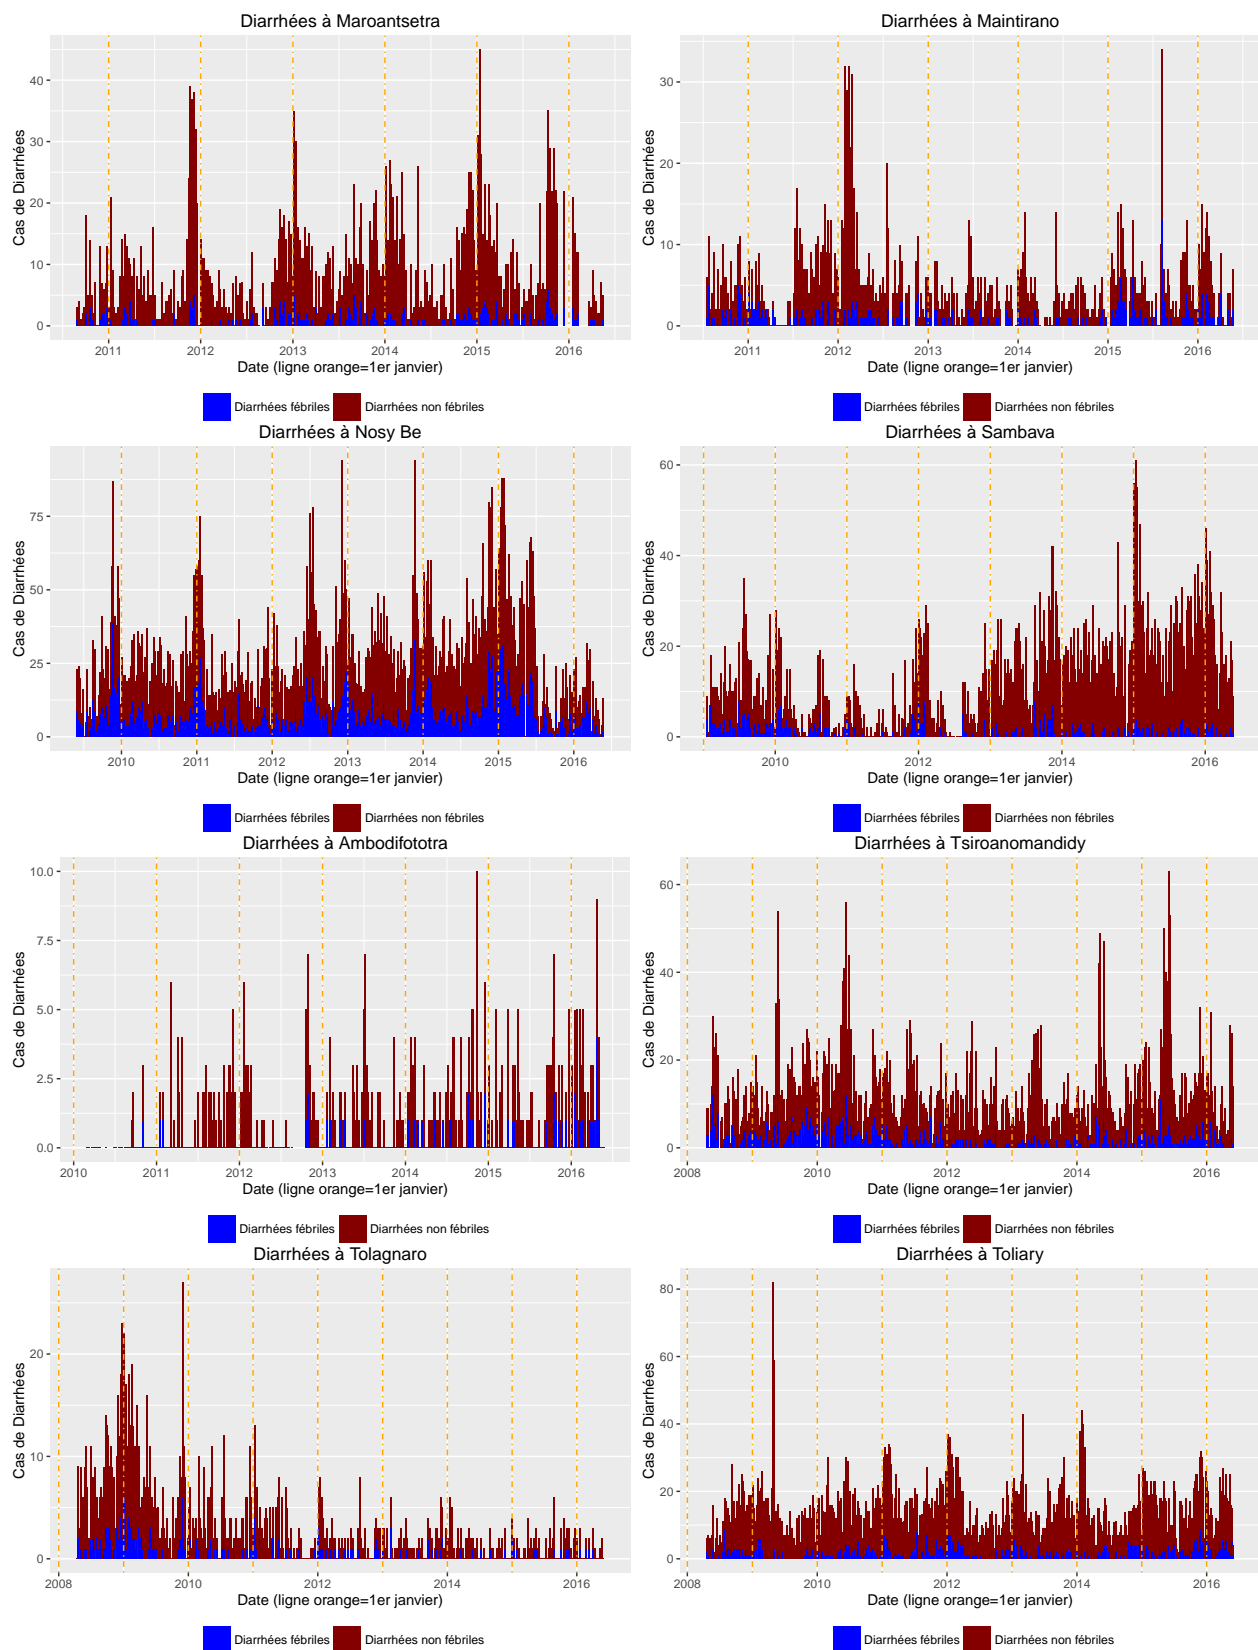 Diarrhées à Maroantsetra
Cas de Diarrhées
40
30
20
10
0
2011 2012 2013 2014 2015 2016
Date (ligne orange=1er janvier)
Diarrhées fébriles Diarrhées non fébriles
Diarrhées à Maintirano
Cas de Diarrhées
30
20
10
0
2011 2012 2013 2014 2015 2016
Date (ligne orange=1er janvier)
Diarrhées fébriles Diarrhées non fébriles
Diarrhées à Nosy Be
Cas de Diarrhées
75
50
25
0
2010 2011 2012 2013 2014 2015 2016
Date (ligne orange=1er janvier)
Diarrhées fébriles Diarrhées non fébriles
Diarrhées à Sambava
Cas de Diarrhées
60
40
20
0
2010 2012 2014 2016
Date (ligne orange=1er janvier)
Diarrhées fébriles Diarrhées non fébriles
Diarrhées à Ambodifototra
Cas de Diarrhées
10.0
7.5
5.0
2.5
0.0
2010 2011 2012 2013 2014 2015 2016
Date (ligne orange=1er janvier)
Diarrhées fébriles Diarrhées non fébriles
Diarrhées à Tsiroanomandidy
Cas de Diarrhées
60
40
20
0
2008 2010 2012 2014 2016
Date (ligne orange=1er janvier)
Diarrhées fébriles Diarrhées non fébriles
Diarrhées à Tolagnaro
Cas de Diarrhées
20
10
0
2008 2010 2012 2014 2016
Date (ligne orange=1er janvier)
Diarrhées fébriles Diarrhées non fébriles
Diarrhées à Toliary
Cas de Diarrhées
80
60
40
20
0
2008 2010 2012 2014 2016
Date (ligne orange=1er janvier)
Diarrhées fébriles Diarrhées non fébriles